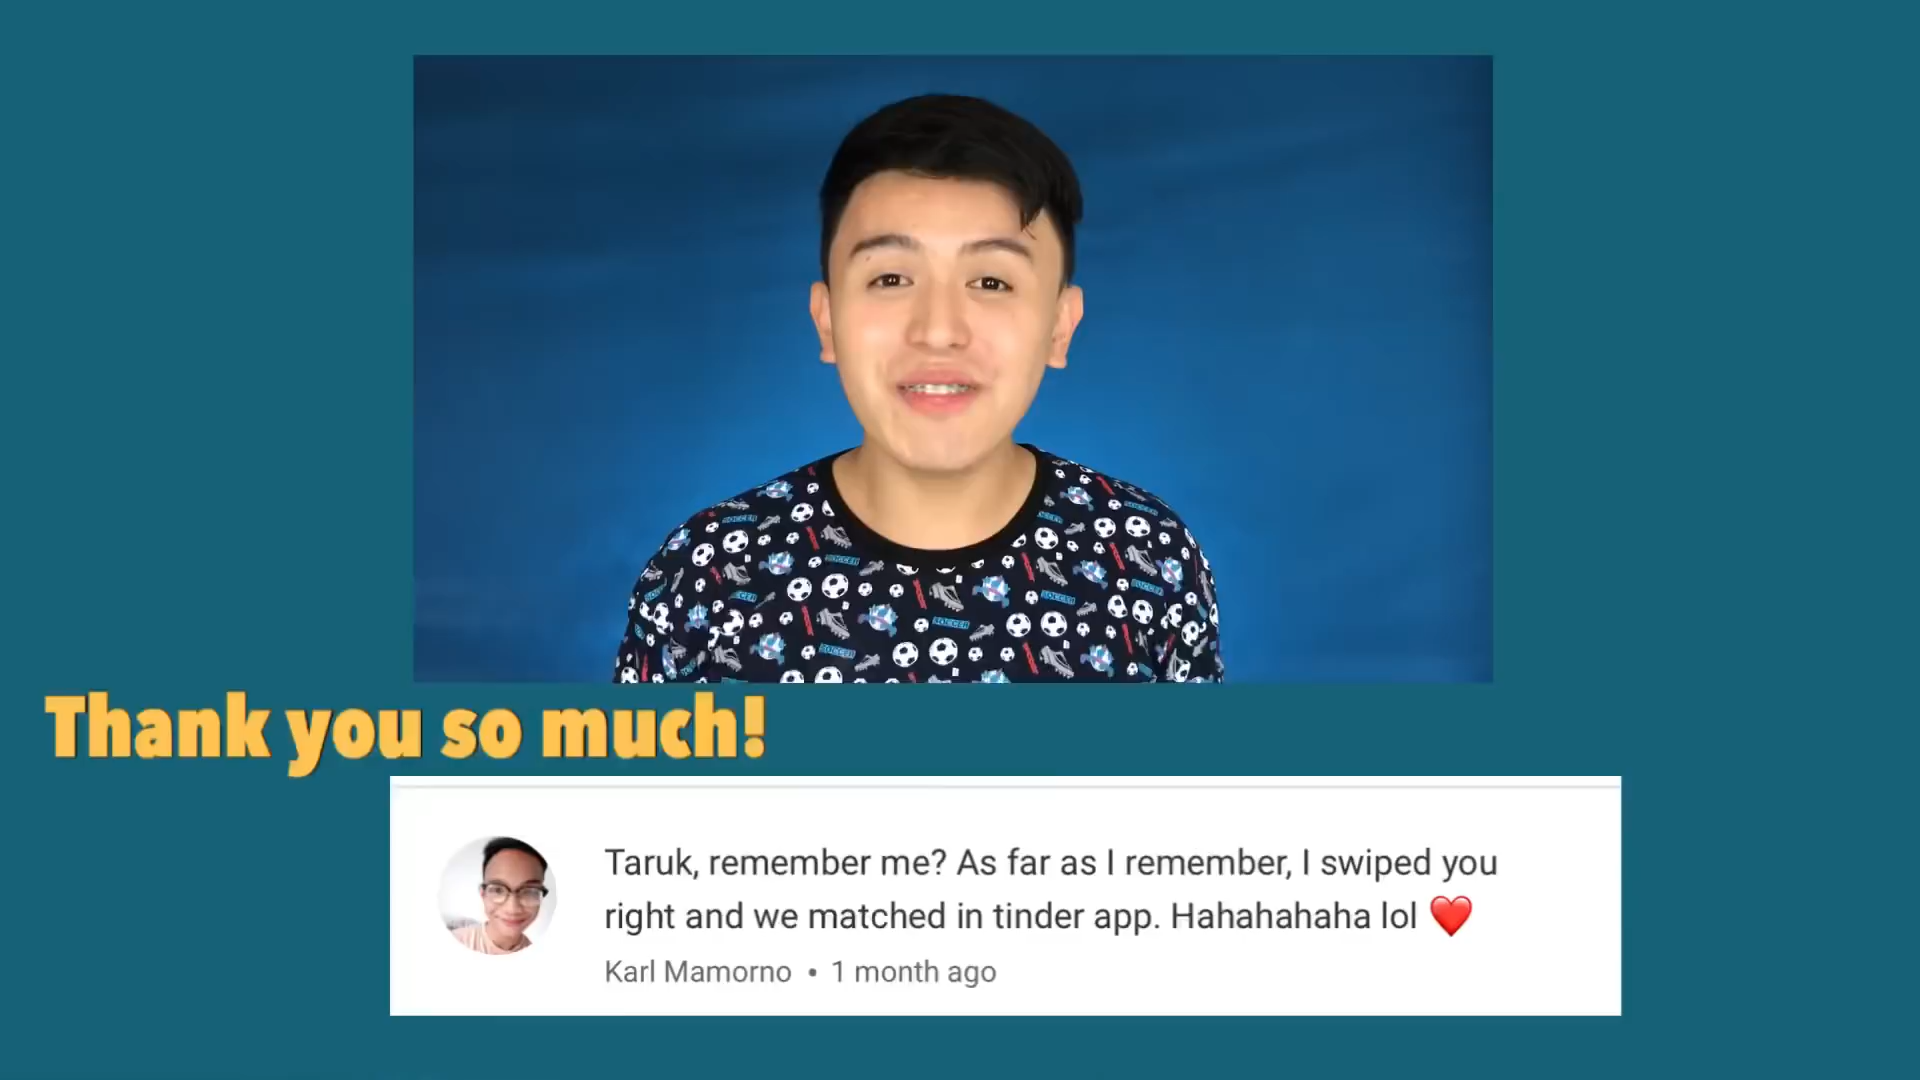 SOCCER
Thank you so much!
Taruk, remember me? As far as I remember, I swiped you
right and we matched in tinder app. Hahahahaha lol ❤️
Karl Mamorno • 1 month ago